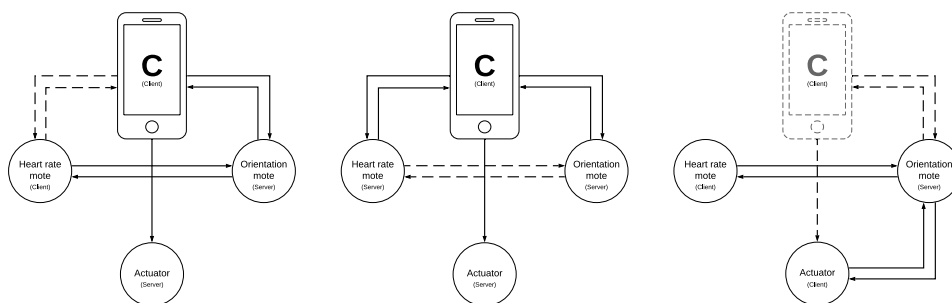 C
(Client)
Heart rate
mote
(Client)
Orientation
mote
(Server)
Actuator
(Server)
C
(Client)
Heart rate
mote
(Server)
Orientation
mote
(Server)
Actuator
(Server)
C
(Client)
Heart rate
mote
(Client)
Orientation
mote
(Server)
Actuator
(Client)